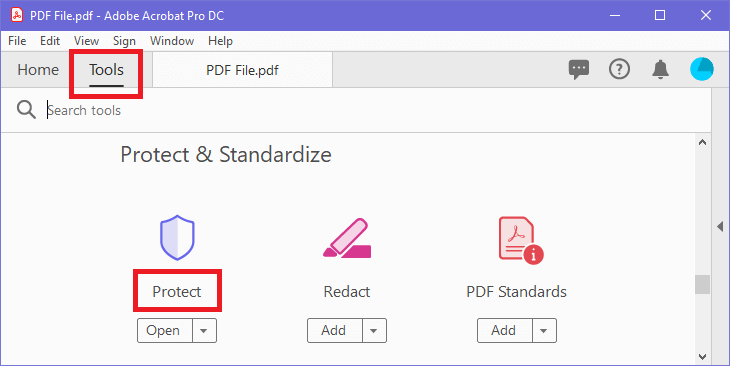 PDF File.pdf - Adobe Acrobat Pro DC
File Edit View Sign Window Help
Home Tools PDF File.pdf
Search tools
Protect & Standardize
Protect Redact PDF Standards
Open Add Add